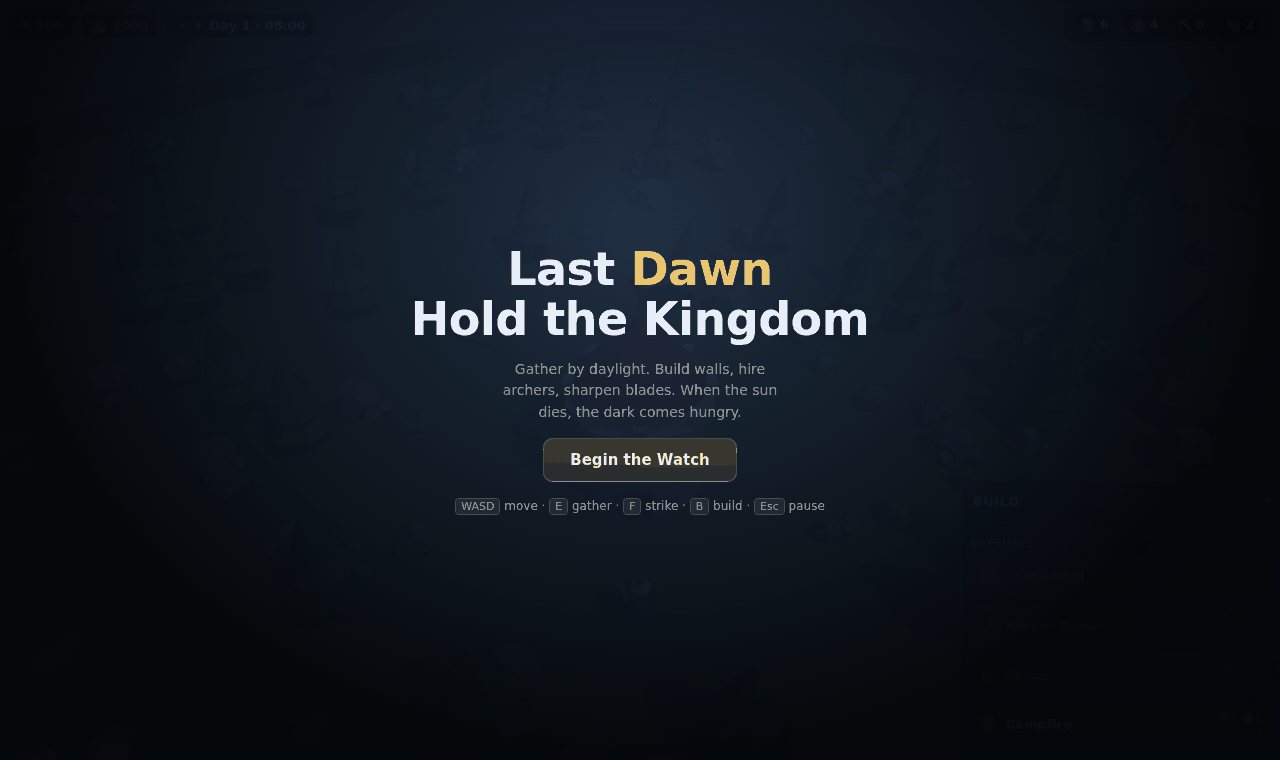 Day 1 - 08:00
6 4 0 2
Last Dawn
Hold the Kingdom
Gather by daylight. Build walls, hire
archers, sharpen blades. When the sun
dies, the dark comes hungry.
Begin the Watch
WASD move · E gather · F strike · B build · Esc pause
BUILD
Campfire